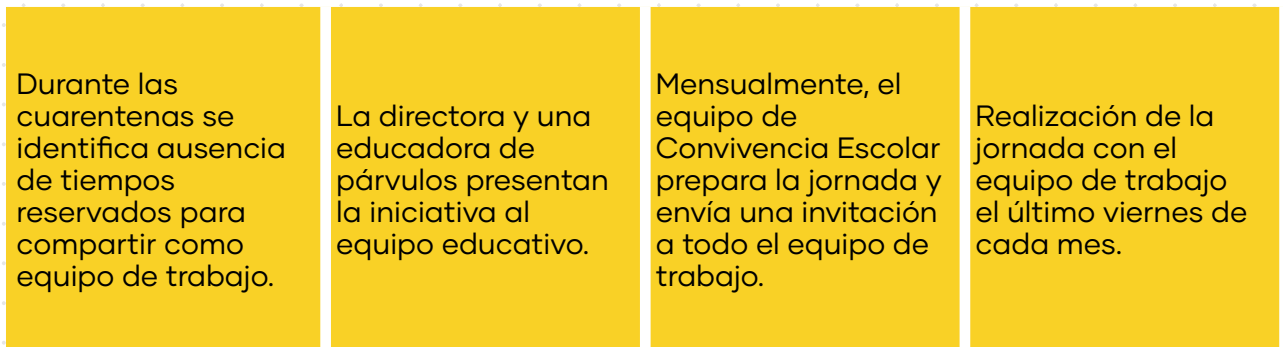 Durante las
cuarentenas se
identifica ausencia
de tiempos
reservados para
compartir como
equipo de trabajo.
La directora y una
educadora de
párvulos presentan
la iniciativa al
equipo educativo.
Mensualmente, el
equipo de
Convivencia Escolar
prepara la jornada y
envía una invitación
a todo el equipo de
trabajo.
Realización de la
jornada con el
equipo de trabajo
el último viernes de
cada mes.